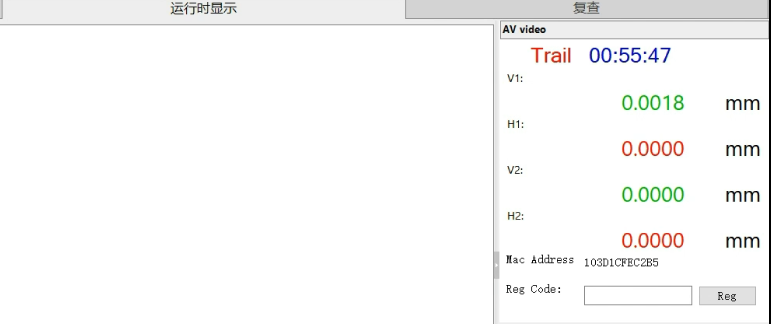 运行时显示 复查
AV video
Trail 00:55:47
V1:
0.0018 mm
H1:
0.0000 mm
V2:
0.0000 mm
H2:
0.0000 mm
Mac Address 103D1CFEC2B5
Reg Code: Reg